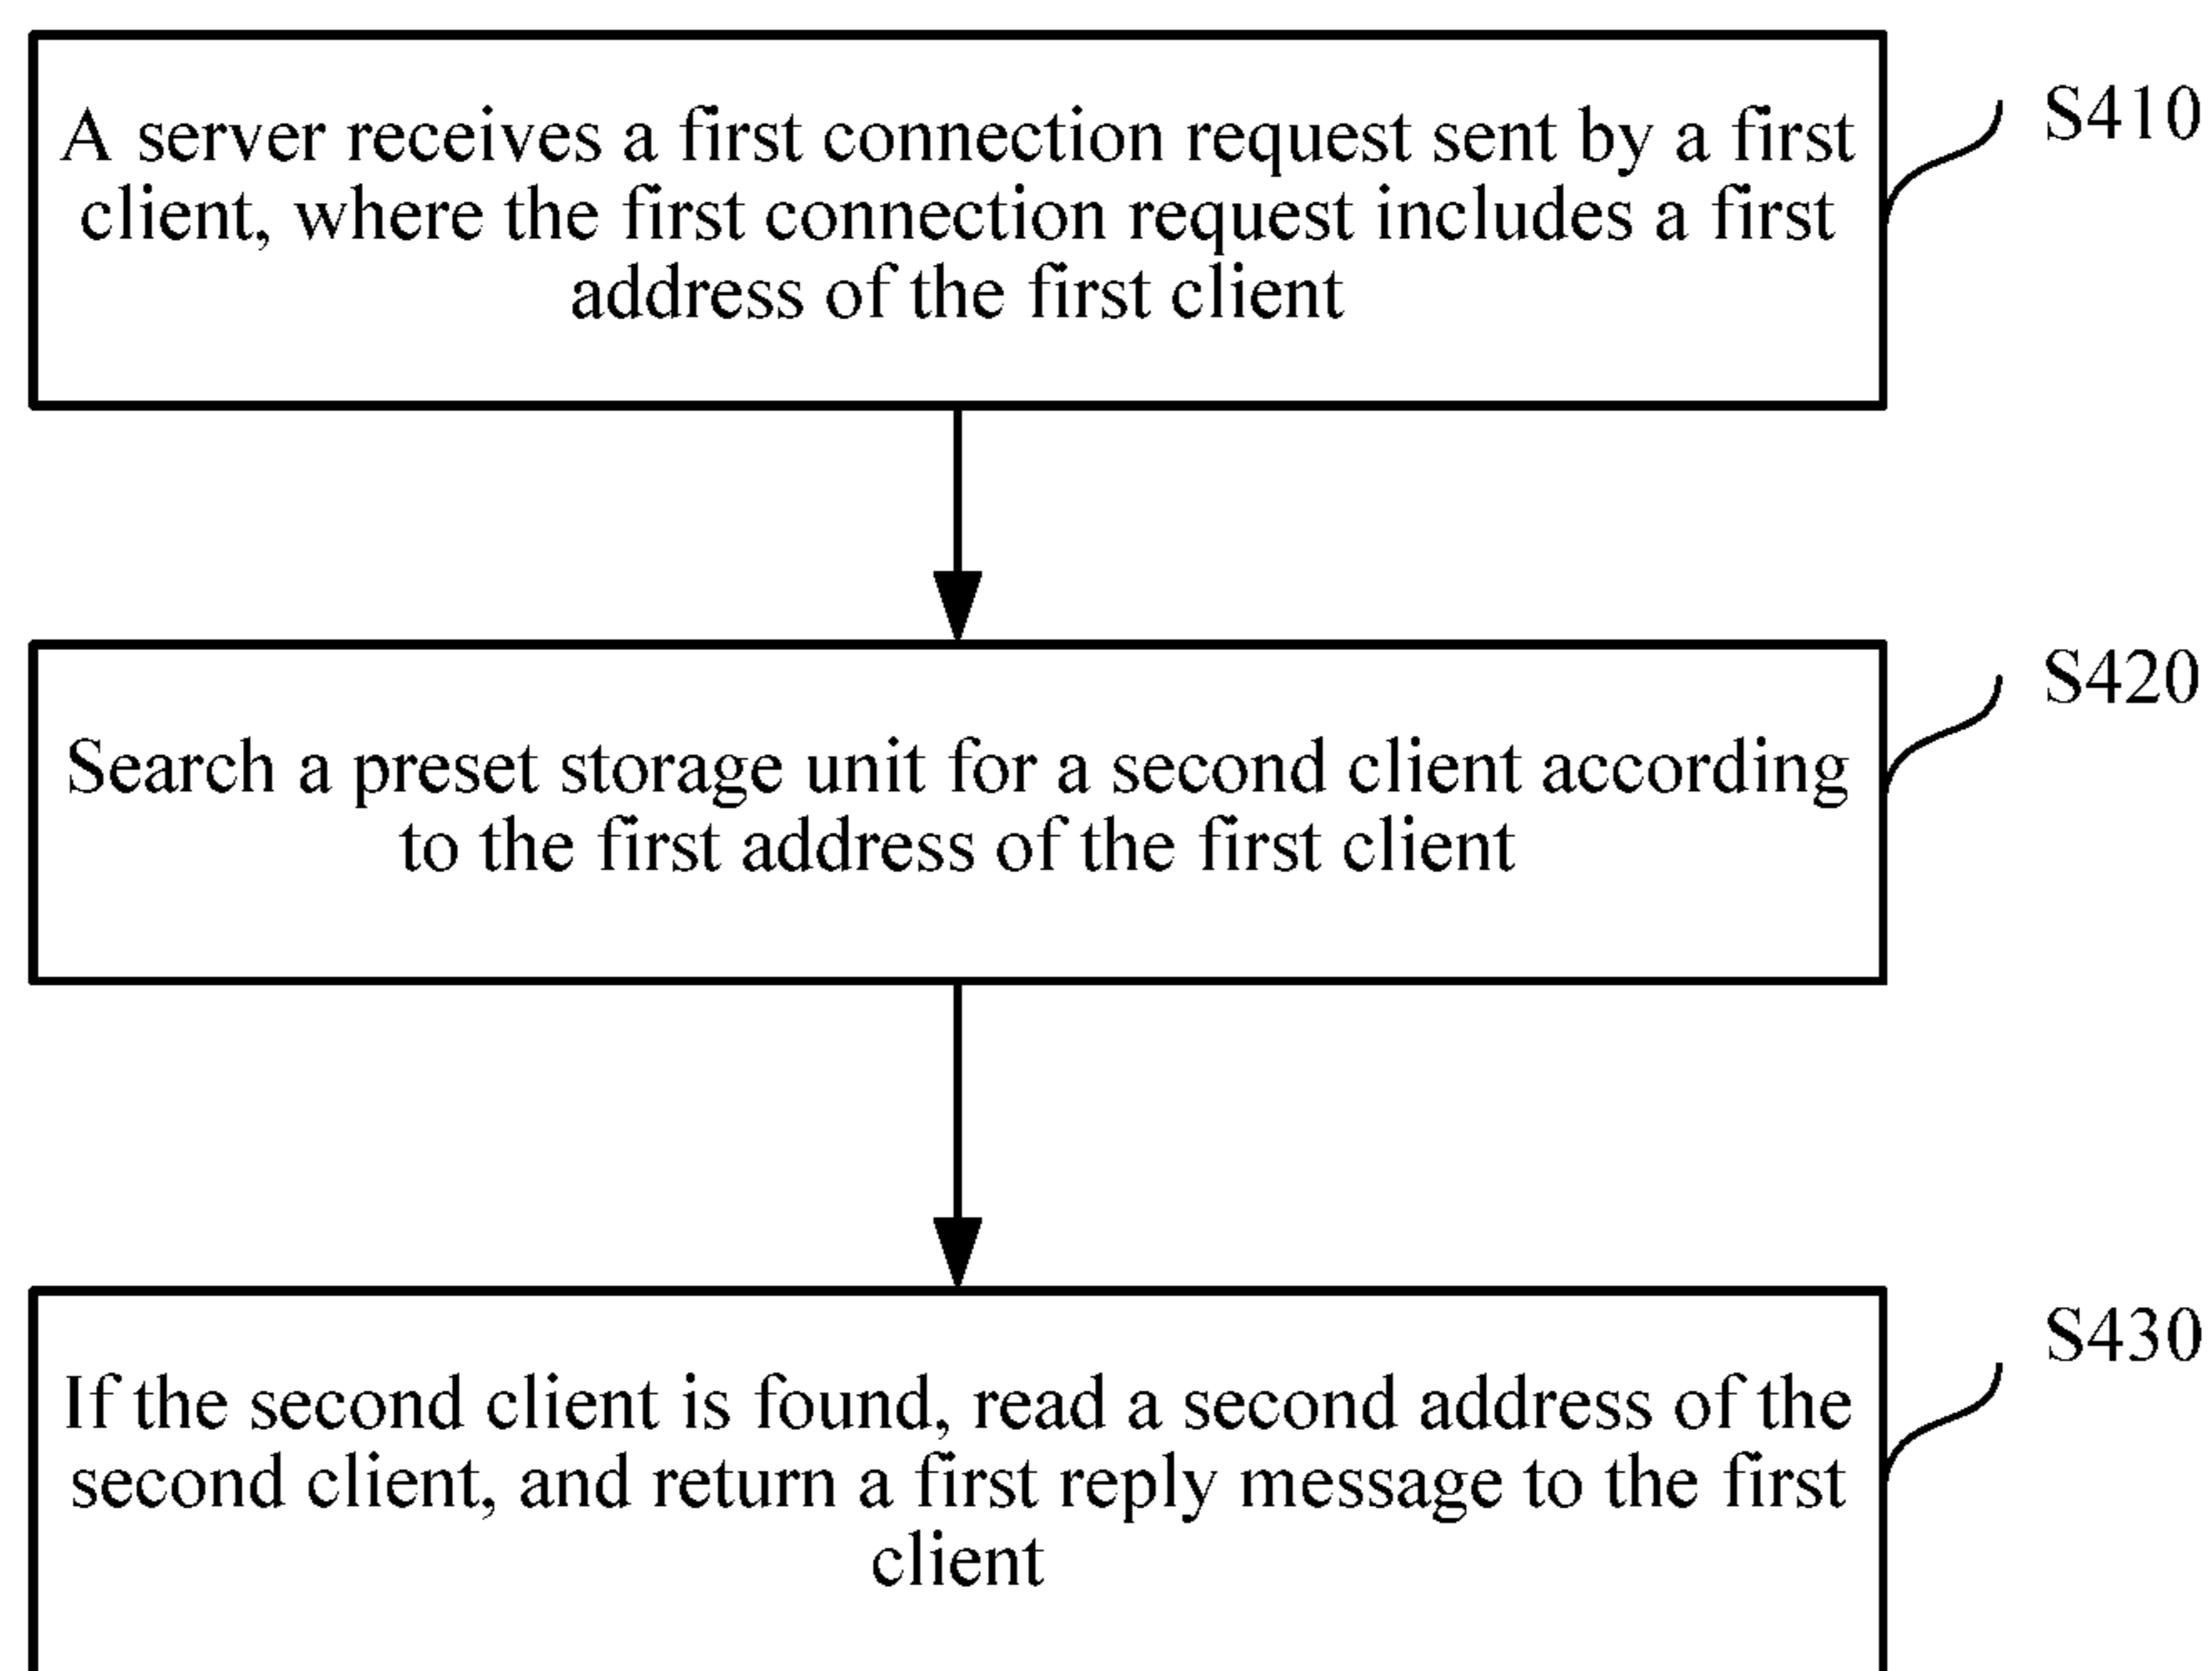 A server receives a first connection request sent by a first
client, where the first connection request includes a first
address of the first client
S410
Search a preset storage unit for a second client according
to the first address of the first client
S420
If the second client is found, read a second address of the
second client, and return a first reply message to the first
client
S430